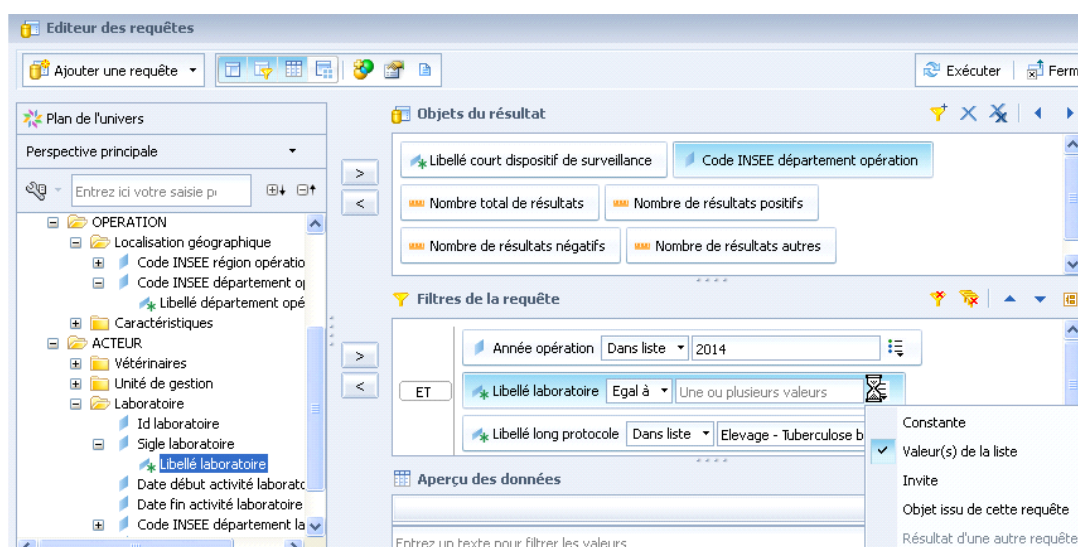 Editeur des requêtes
Ajouter une requête
Exécuter
Ferm
Plan de l'univers
Perspective principale
Entrez ici votre saisie p
OPERATION
Localisation géographique
Code INSEE région opératio
Code INSEE département o
Libellé département opé
Caractéristiques
ACTEUR
Vétérinaires
Unité de gestion
Laboratoire
Id laboratoire
Sigle laboratoire
Libellé laboratoire
Date début activité laboratc
Date fin activité laboratoire
Code INSEE département la
Objets du résultat
Libellé court dispositif de surveillance
Code INSEE département opération
Nombre total de résultats
Nombre de résultats positifs
Nombre de résultats négatifs
Nombre de résultats autres
Filtres de la requête
ET
Année opération Dans liste 2014
Libellé laboratoire Egal à Une ou plusieurs valeurs
Libellé long protocole Dans liste Elevage - Tuberculose b
Constante
Valeur(s) de la liste
Invite
Objet issu de cette requête
Résultat d'une autre requête
Aperçu des données
Entrez un texte pour filtrer les valeurs